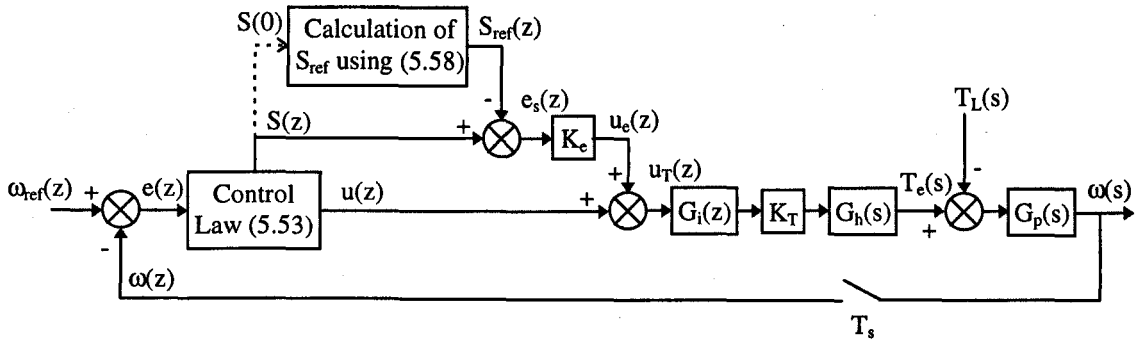 S(0)
Calculation of
S_ref using (5.58)
S_ref(z)
-
e_s(z)
T_L(s)
S(z)
+
K_e
u_e(z)
+
-
ω_ref(z)
+
e(z)
Control
Law (5.53)
u(z)
+
u_T(z)
G_i(z)
K_T
G_h(s)
T_e(s)
+
G_p(s)
ω(s)
-
ω(z)
T_s